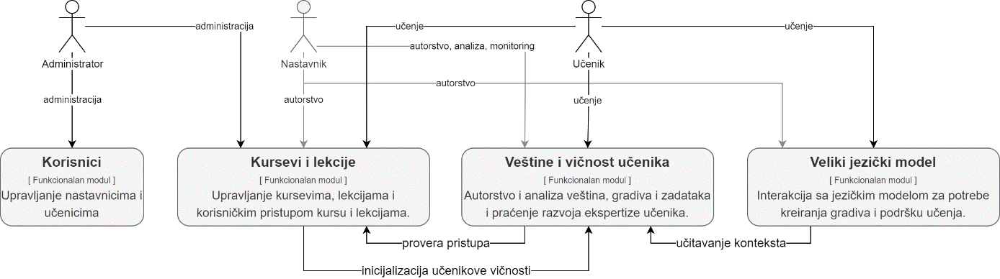 administracija
učenje
učenje
autorstvo, analiza, monitoring
Administrator
Nastavnik
Učenik
autorstvo
administracija
autorstvo
učenje
Korisnici
[ Funkcionalan modul ]
Upravljanje nastavnicima i
učenicima
Kursevi i lekcije
[ Funkcionalan modul ]
Upravljanje kursevima, lekcijama i
korisničkim pristupom kursu i lekcijama.
Veštine i vičnost učenika
[ Funkcionalan modul ]
Autorstvo i analiza veština, gradiva i zadataka
i praćenje razvoja ekspertize učenika.
Veliki jezički model
[ Funkcionalan modul ]
Interakcija sa jezičkim modelom za potrebe
kreiranja gradiva i podršku učenja.
provera pristupa
učitavanje konteksta
inicijalizacija učenikove vičnosti